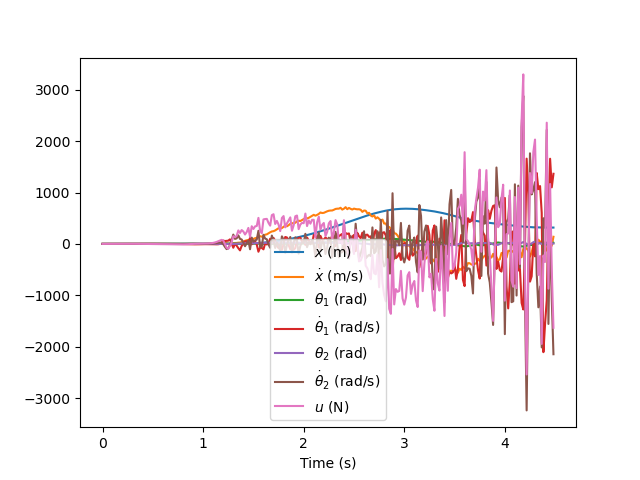 3000
2000
1000
0
−1000
−2000
−3000
0
1
2
3
4
Time (s)
x (m)
ẋ (m/s)
θ₁ (rad)
θ̇₁ (rad/s)
θ₂ (rad)
θ̇₂ (rad/s)
u (N)